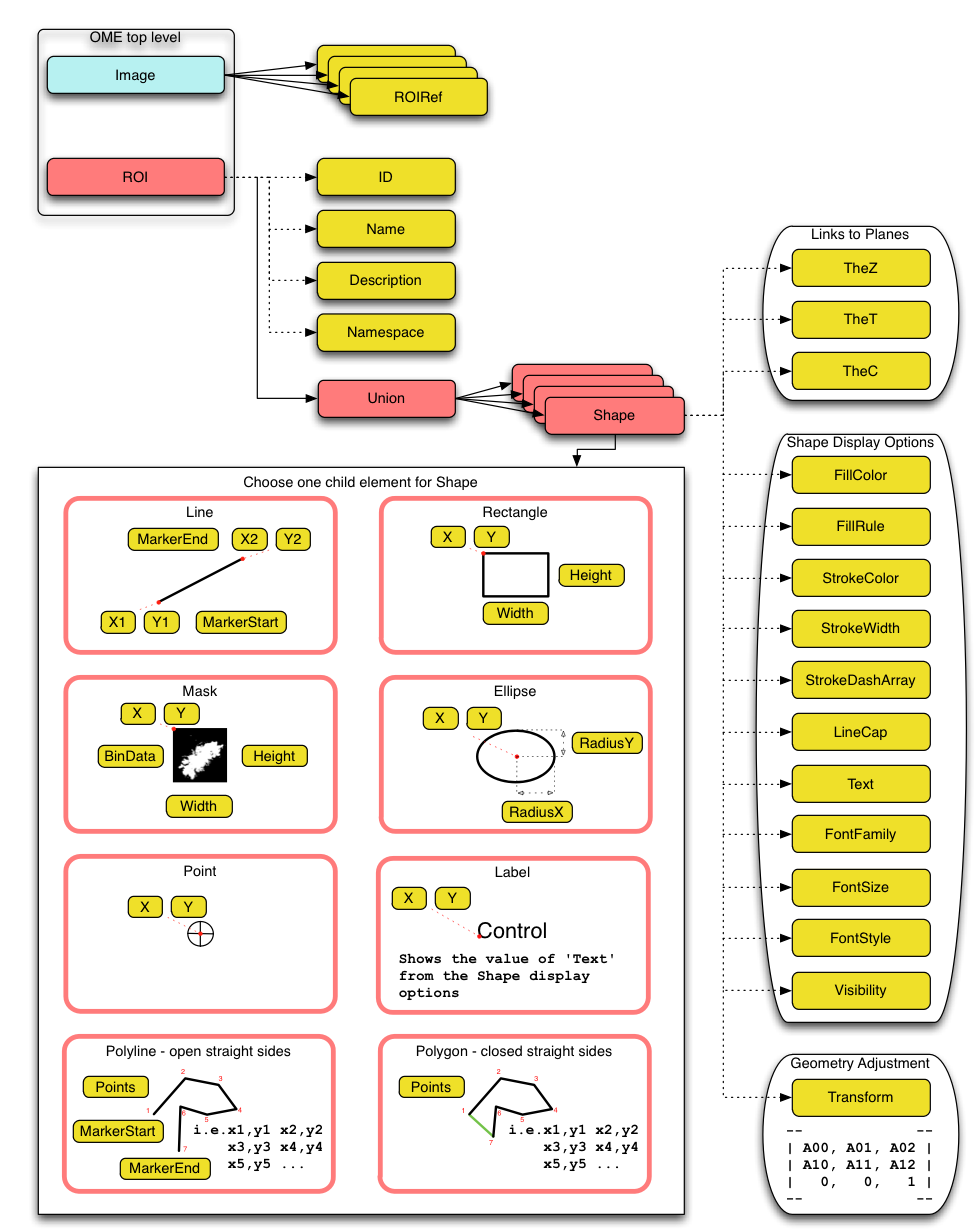 OME top level
Image
ROIRef
ROI
ID
Name
Description
Namespace
Union
Shape
Links to Planes
TheZ
TheT
TheC
Shape Display Options
FillColor
FillRule
StrokeColor
StrokeWidth
StrokeDashArray
LineCap
Text
FontFamily
FontSize
FontStyle
Visibility
Geometry Adjustment
Transform
-- --
| A00, A01, A02 |
| A10, A11, A12 |
| 0, 0, 1 |
-- --
Choose one child element for Shape
Line
MarkerEnd X2 Y2
X1 Y1 MarkerStart
Rectangle
X Y
Height
Width
Mask
X Y
BinData Height
Width
Ellipse
X Y
RadiusY
RadiusX
Point
X Y
Label
X Y
Control
Shows the value of 'Text'
from the Shape display
options
Polyline - open straight sides
Points
1 2 3 4 5 6 7
MarkerStart
MarkerEnd
i.e.x1,y1 x2,y2
x3,y3 x4,y4
x5,y5 ...
Polygon - closed straight sides
Points
1 2 3 4 5 6 7
i.e.x1,y1 x2,y2
x3,y3 x4,y4
x5,y5 ...